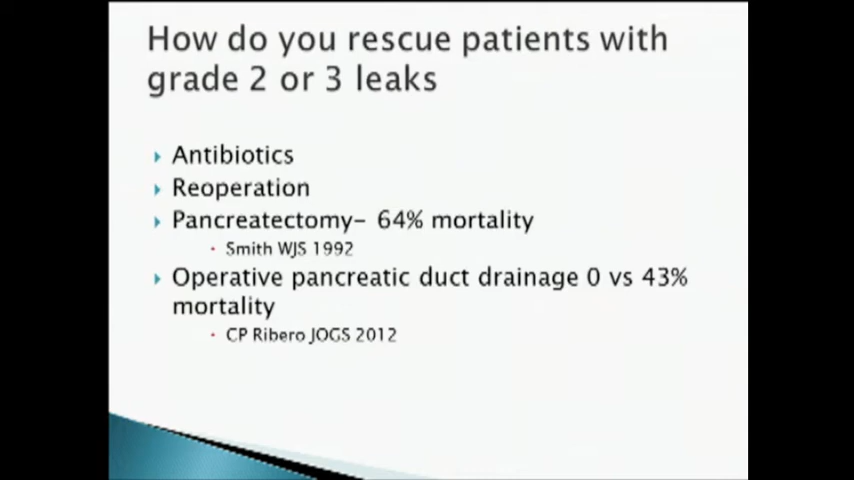 How do you rescue patients with
grade 2 or 3 leaks
Antibiotics
Reoperation
Pancreatectomy- 64% mortality
Smith WJS 1992
Operative pancreatic duct drainage 0 vs 43%
mortality
CP Ribero JOGS 2012